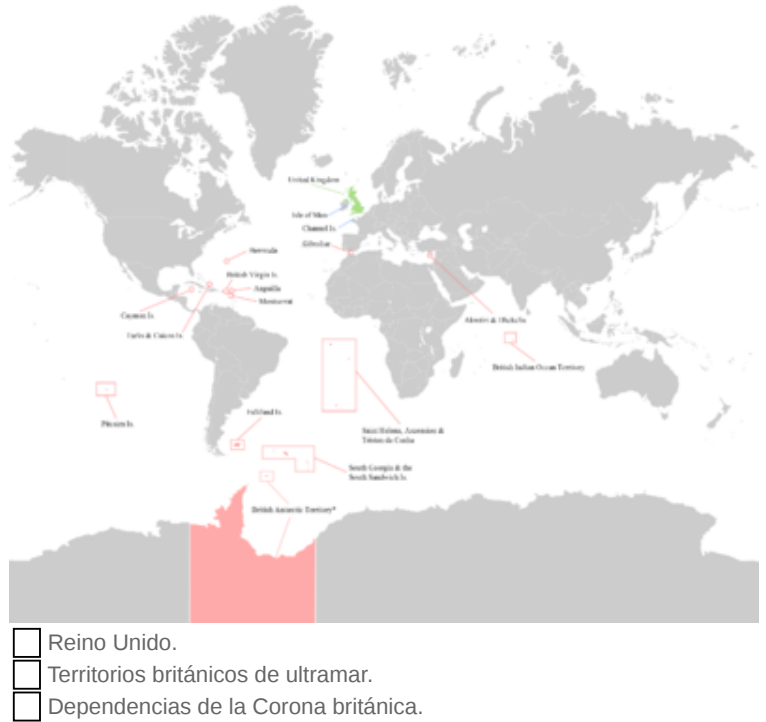 United Kingdom
Isle of Man
Channel Is.
Gibraltar
Bermuda
British Virgin Is.
Anguilla
Montserrat
Cayman Is.
Turks & Caicos Is.
Akrotiri & Dhekelia
British Indian Ocean Territory
Pitcairn Is.
Falkland Is.
Saint Helena, Ascension &
Tristan da Cunha
South Georgia & the
South Sandwich Is.
British Antarctic Territory*
Reino Unido.
Territorios británicos de ultramar.
Dependencias de la Corona británica.